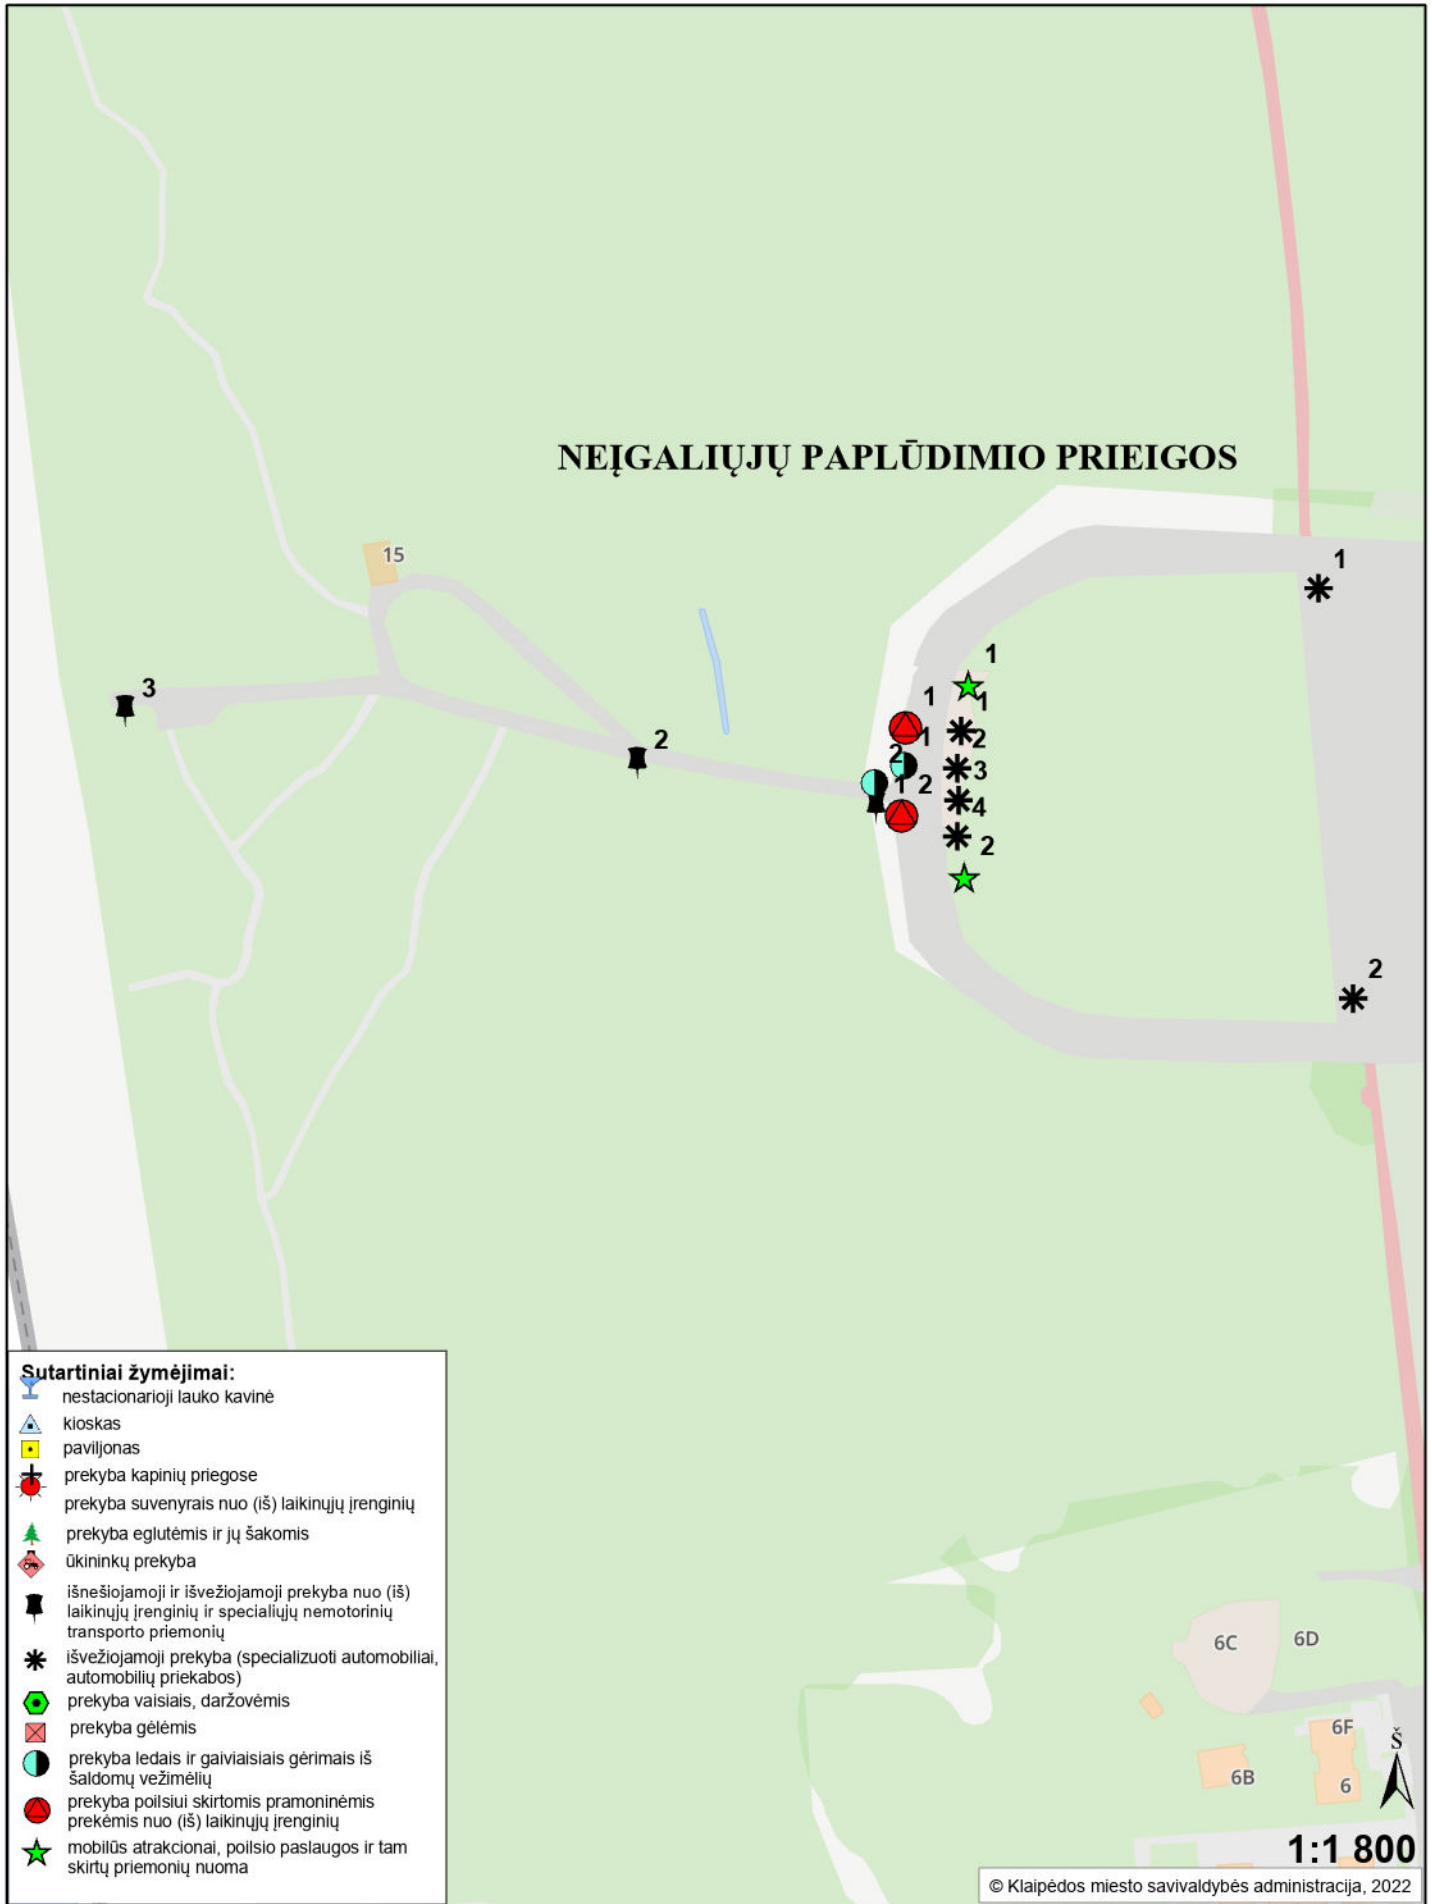 NEĮGALIŲJŲ PAPLŪDIMIO PRIEIGOS
15
1
1
3
1
1
2
1
2
2
3
1
2
4
2
2
Sutartiniai žymėjimai:
nestacionarioji lauko kavinė
kioskas
paviljonas
prekyba kapinių priegose
prekyba suvenyrais nuo (iš) laikinųjų įrenginių
prekyba eglutėmis ir jų šakomis
ūkininkų prekyba
išnešiojamoji ir išvežiojamoji prekyba nuo (iš)
laikinųjų įrenginių ir specialiųjų nemotorinių
transporto priemonių
išvežiojamoji prekyba (specializuoti automobiliai,
automobilių priekabos)
prekyba vaisiais, daržovėmis
prekyba gėlėmis
prekyba ledais ir gaiviaisiais gėrimais iš
šaldomų vežimėlių
prekyba poilsiui skirtomis pramoninėmis
prekėmis nuo (iš) laikinųjų įrenginių
mobilūs atrakcionai, poilsio paslaugos ir tam
skirtų priemonių nuoma
6C
6D
6F
6B
6
Š
1:1 800
© Klaipėdos miesto savivaldybės administracija, 2022